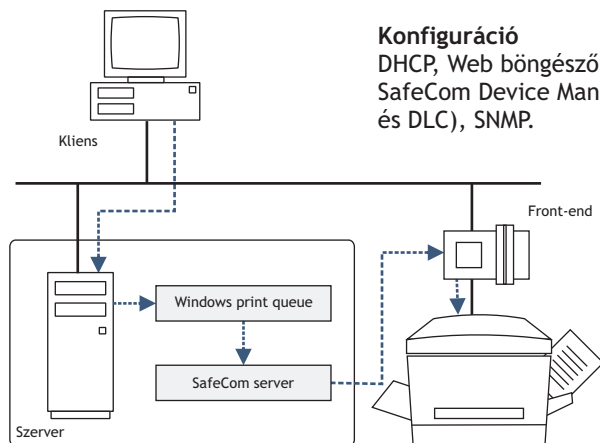 Konfiguráció
DHCP, Web böngésző
SafeCom Device Man
és DLC), SNMP.
Kliens
Front-end
Windows print queue
SafeCom server
Szerver